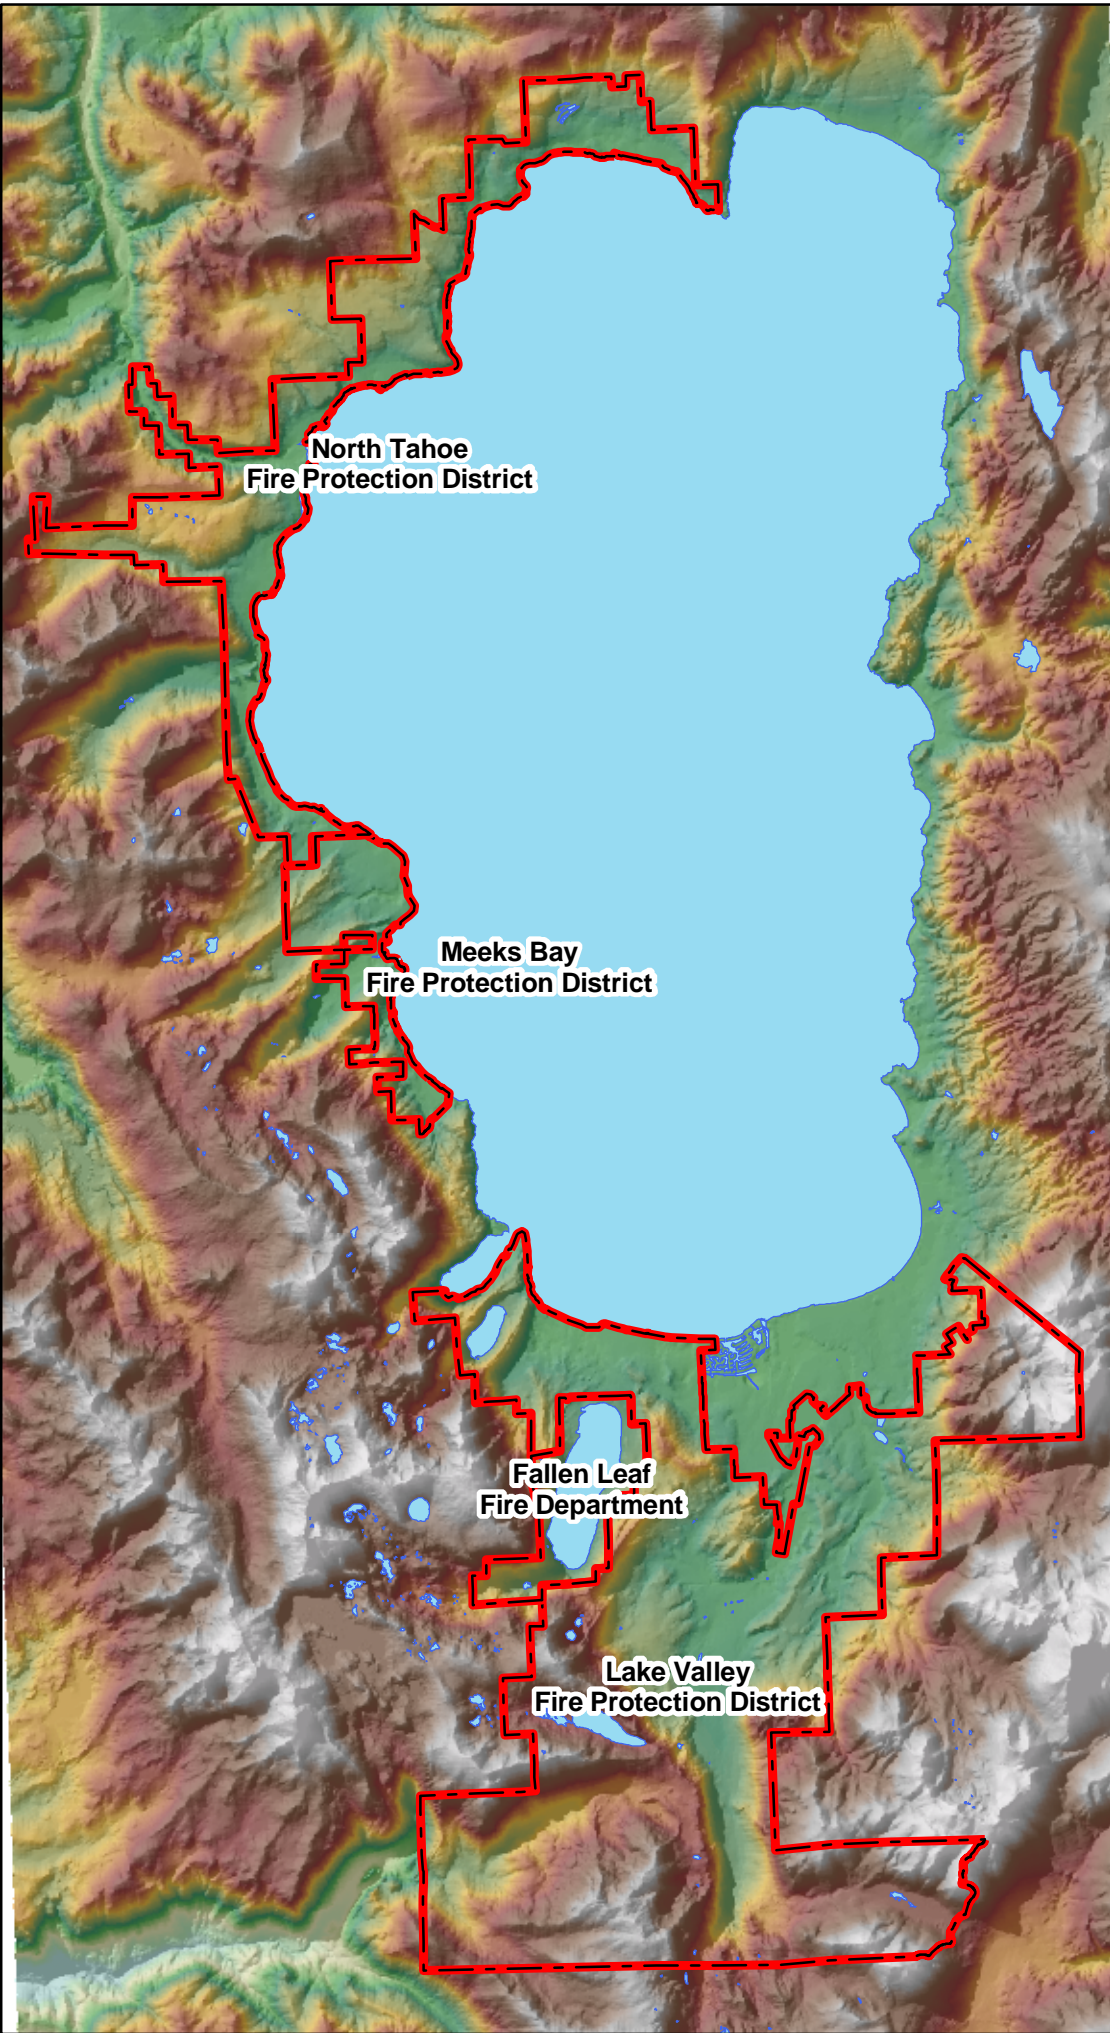 North Tahoe
Fire Protection District
Meeks Bay
Fire Protection District
Fallen Leaf
Fire Department
Lake Valley
Fire Protection District